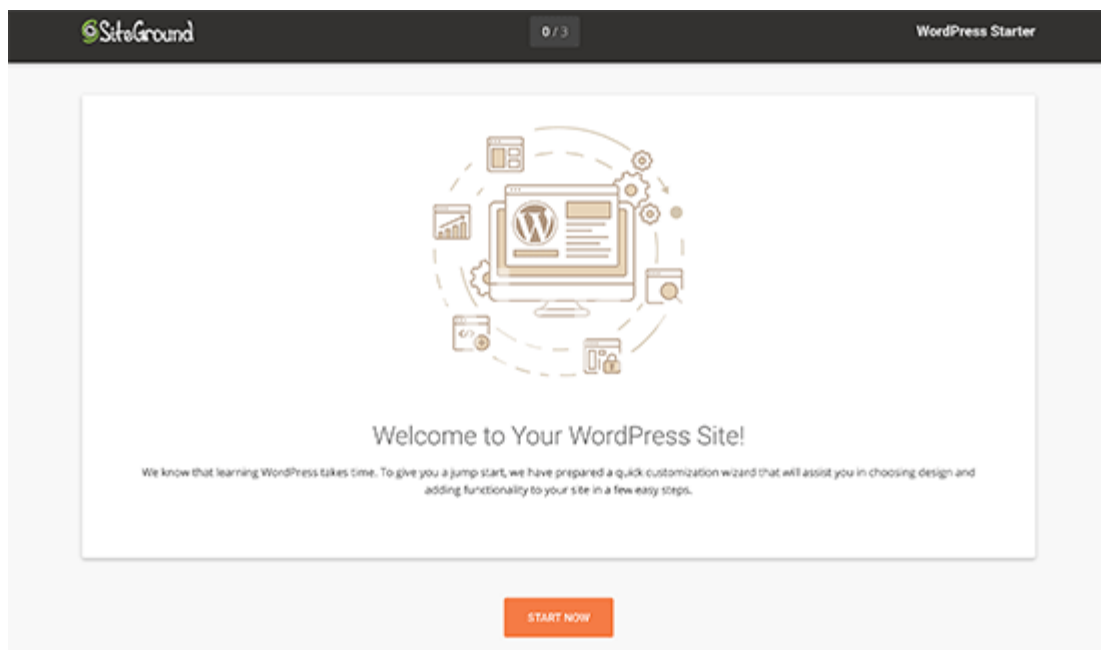 SiteGround
0 / 3
WordPress Starter
Welcome to Your WordPress Site!
We know that learning WordPress takes time. To give you a jump start, we have prepared a quick customization wizard that will assist you in choosing design and
adding functionality to your site in a few easy steps.
START NOW